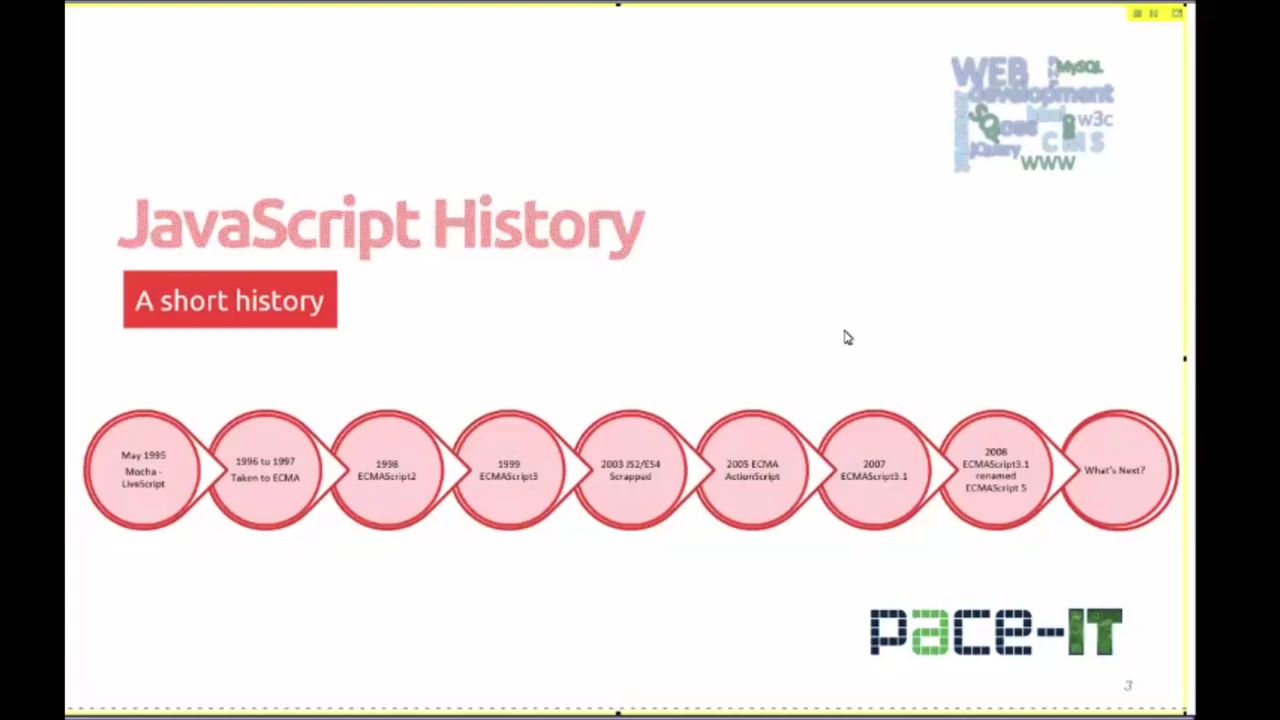 WEB
MySQL
development
w3c
CMS
jQuery
WWW
JavaScript History
A short history
May 1995
Mocha -
LiveScript
1996 to 1997
Taken to ECMA
1998
ECMAScript2
1999
ECMAScript3
2003 JS2/ES4
Scrapped
2005 ECMA
ActionScript
2007
ECMAScript3.1
2008
ECMAScript3.1
renamed
ECMAScript 5
What's Next?
pace-IT
3